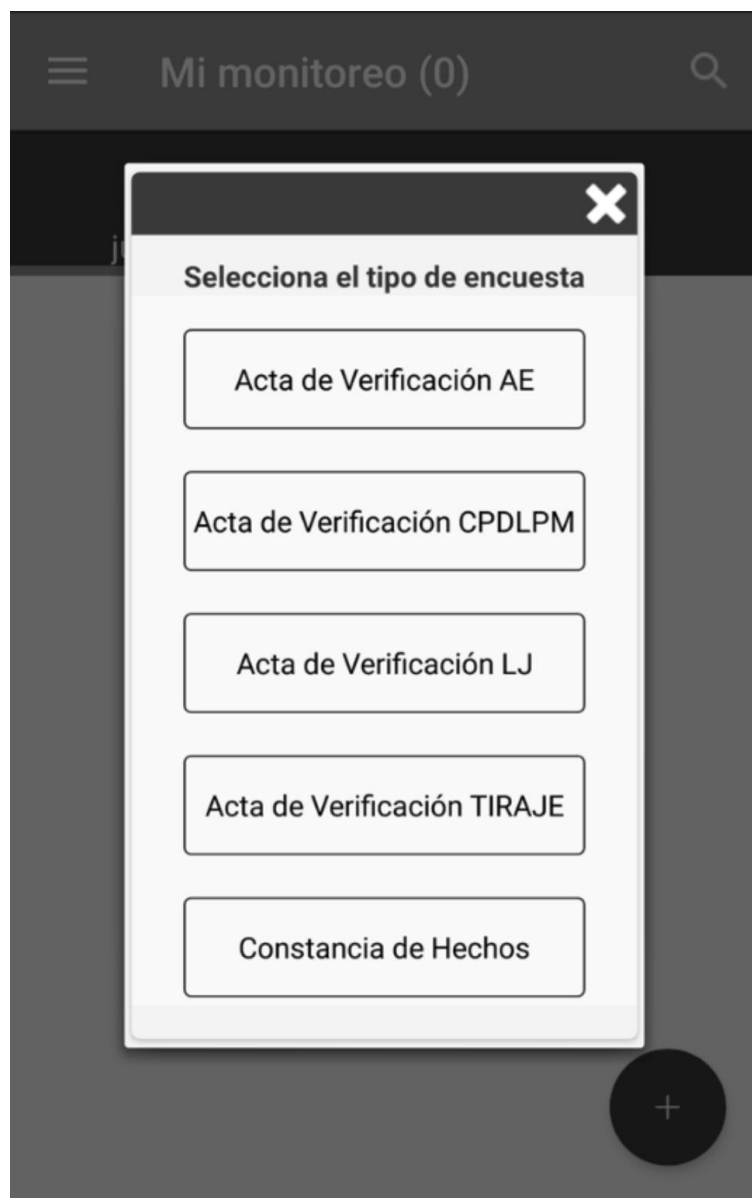 Mi monitoreo (0)
Selecciona el tipo de encuesta
Acta de Verificación AE
Acta de Verificación CPDLPM
Acta de Verificación LJ
Acta de Verificación TIRAJE
Constancia de Hechos